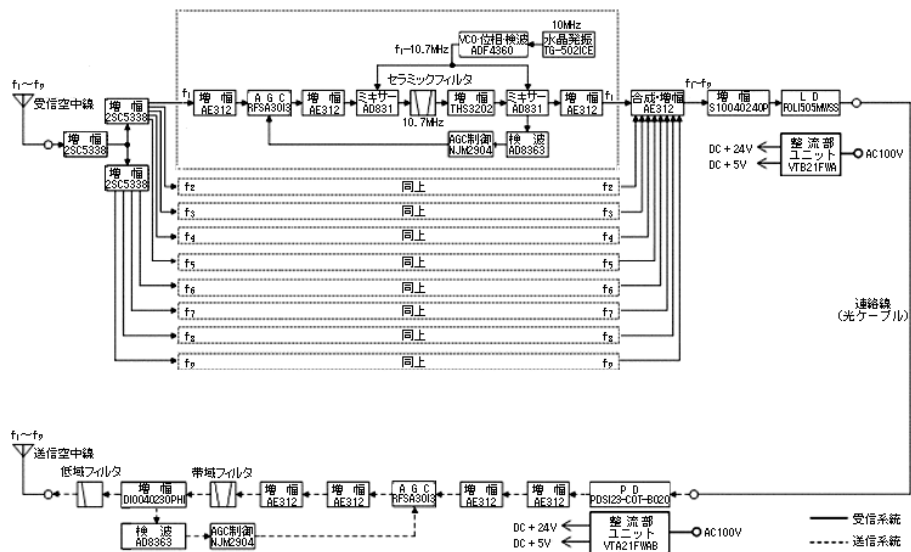 10MHz
VCO・位相・検波
ADF4360
水晶発振
TG-5021CE
f₁-10.7MHz
f₁～f₉
受信空中線
増幅
2SC5338
増幅
2SC5338
増幅
2SC5338
f₁
増幅
AE312
AGC
RFSA3013
増幅
AE312
ミキサー
AD831
セラミックフィルタ
10.7MHz
増幅
THS3202
ミキサー
AD831
増幅
AE312
f₁
AGC制御
NJM2904
検波
AD8363
合成・増幅
AE312
f₁～f₉
増幅
S10040240P
LD
FOL1505MWSS
DC+24V
DC+5V
整流部
ユニット
VTB21FWA
AC100V
f₂ 同上 f₂
f₃ 同上 f₃
f₄ 同上 f₄
f₅ 同上 f₅
f₆ 同上 f₆
f₇ 同上 f₇
f₈ 同上 f₈
f₉ 同上 f₉
連絡線
(光ケーブル)
f₁～f₉
送信空中線
低域フィルタ
増幅
D10040230PH1
帯域フィルタ
増幅
AE312
増幅
AE312
AGC
RFSA3013
増幅
AE312
増幅
AE312
PD
PDS123-COT-B020
検波
AD8363
AGC制御
NJM2904
DC+24V
DC+5V
整流部
ユニット
VTA21FWAB
AC100V
受信系統
送信系統